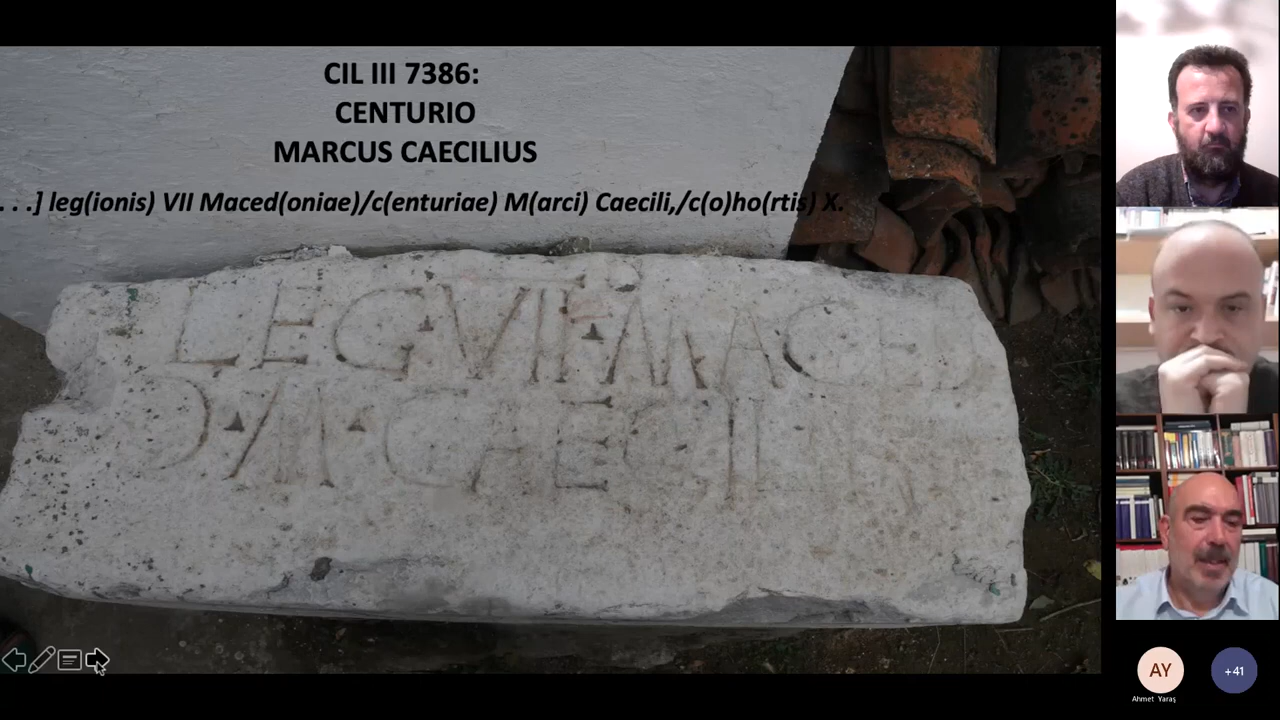 CIL III 7386:
CENTURIO
MARCUS CAECILIUS
. . .] leg(ionis) VII Maced(oniae)/c(enturiae) M(arci) Caecili,/c(o)ho(rtis) X.
LEG VII MACED
Ɔ M CAECILI
AY
Ahmet Yaraş
+41